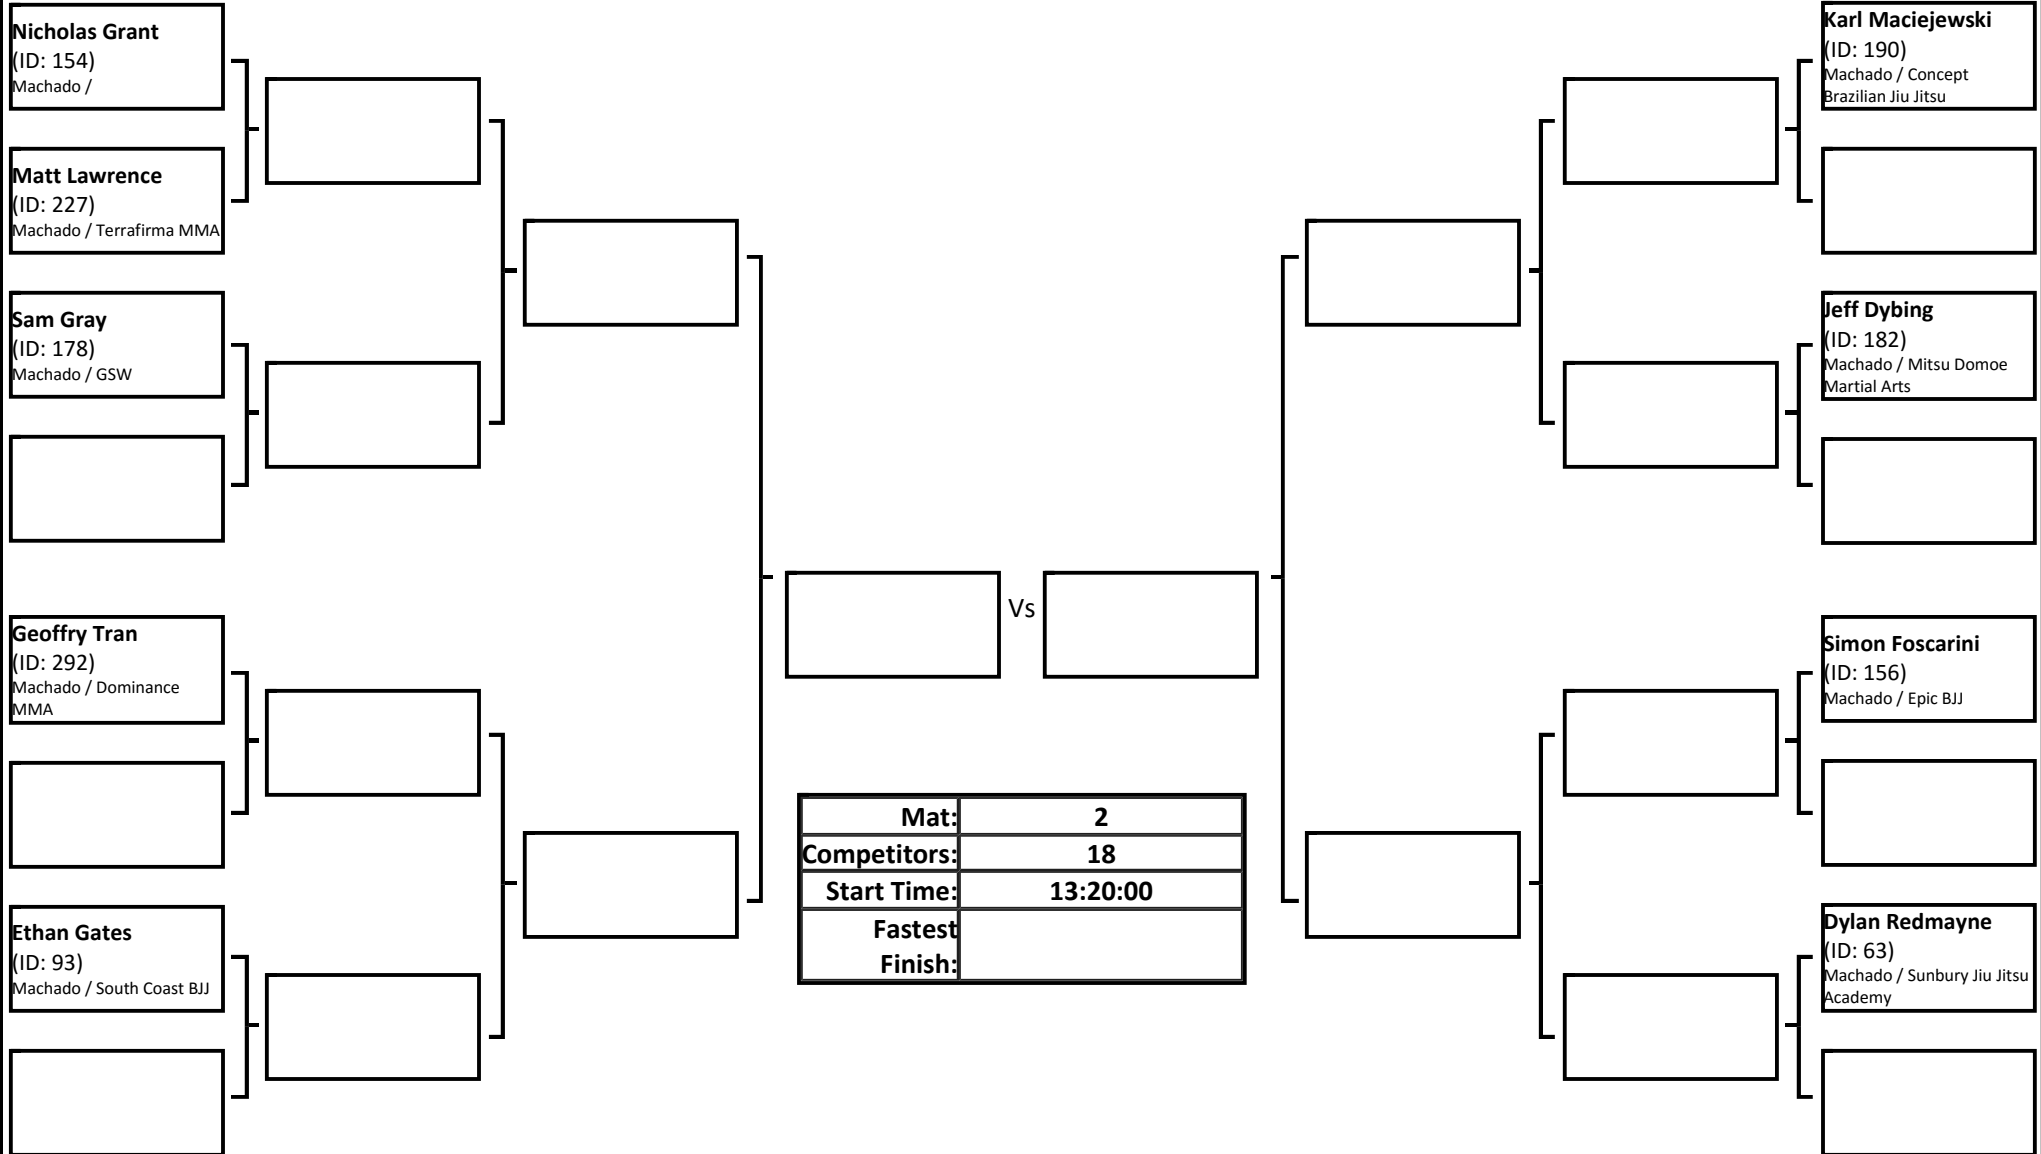 Nicholas Grant
(ID: 154)
Machado /
Matt Lawrence
(ID: 227)
Machado / Terrafirma MMA
Sam Gray
(ID: 178)
Machado / GSW
Geoffry Tran
(ID: 292)
Machado / Dominance
MMA
Ethan Gates
(ID: 93)
Machado / South Coast BJJ
Vs
Mat: 2
Competitors: 18
Start Time: 13:20:00
Fastest
Finish:
Karl Maciejewski
(ID: 190)
Machado / Concept
Brazilian Jiu Jitsu
Jeff Dybing
(ID: 182)
Machado / Mitsu Domoe
Martial Arts
Simon Foscarini
(ID: 156)
Machado / Epic BJJ
Dylan Redmayne
(ID: 63)
Machado / Sunbury Jiu Jitsu
Academy